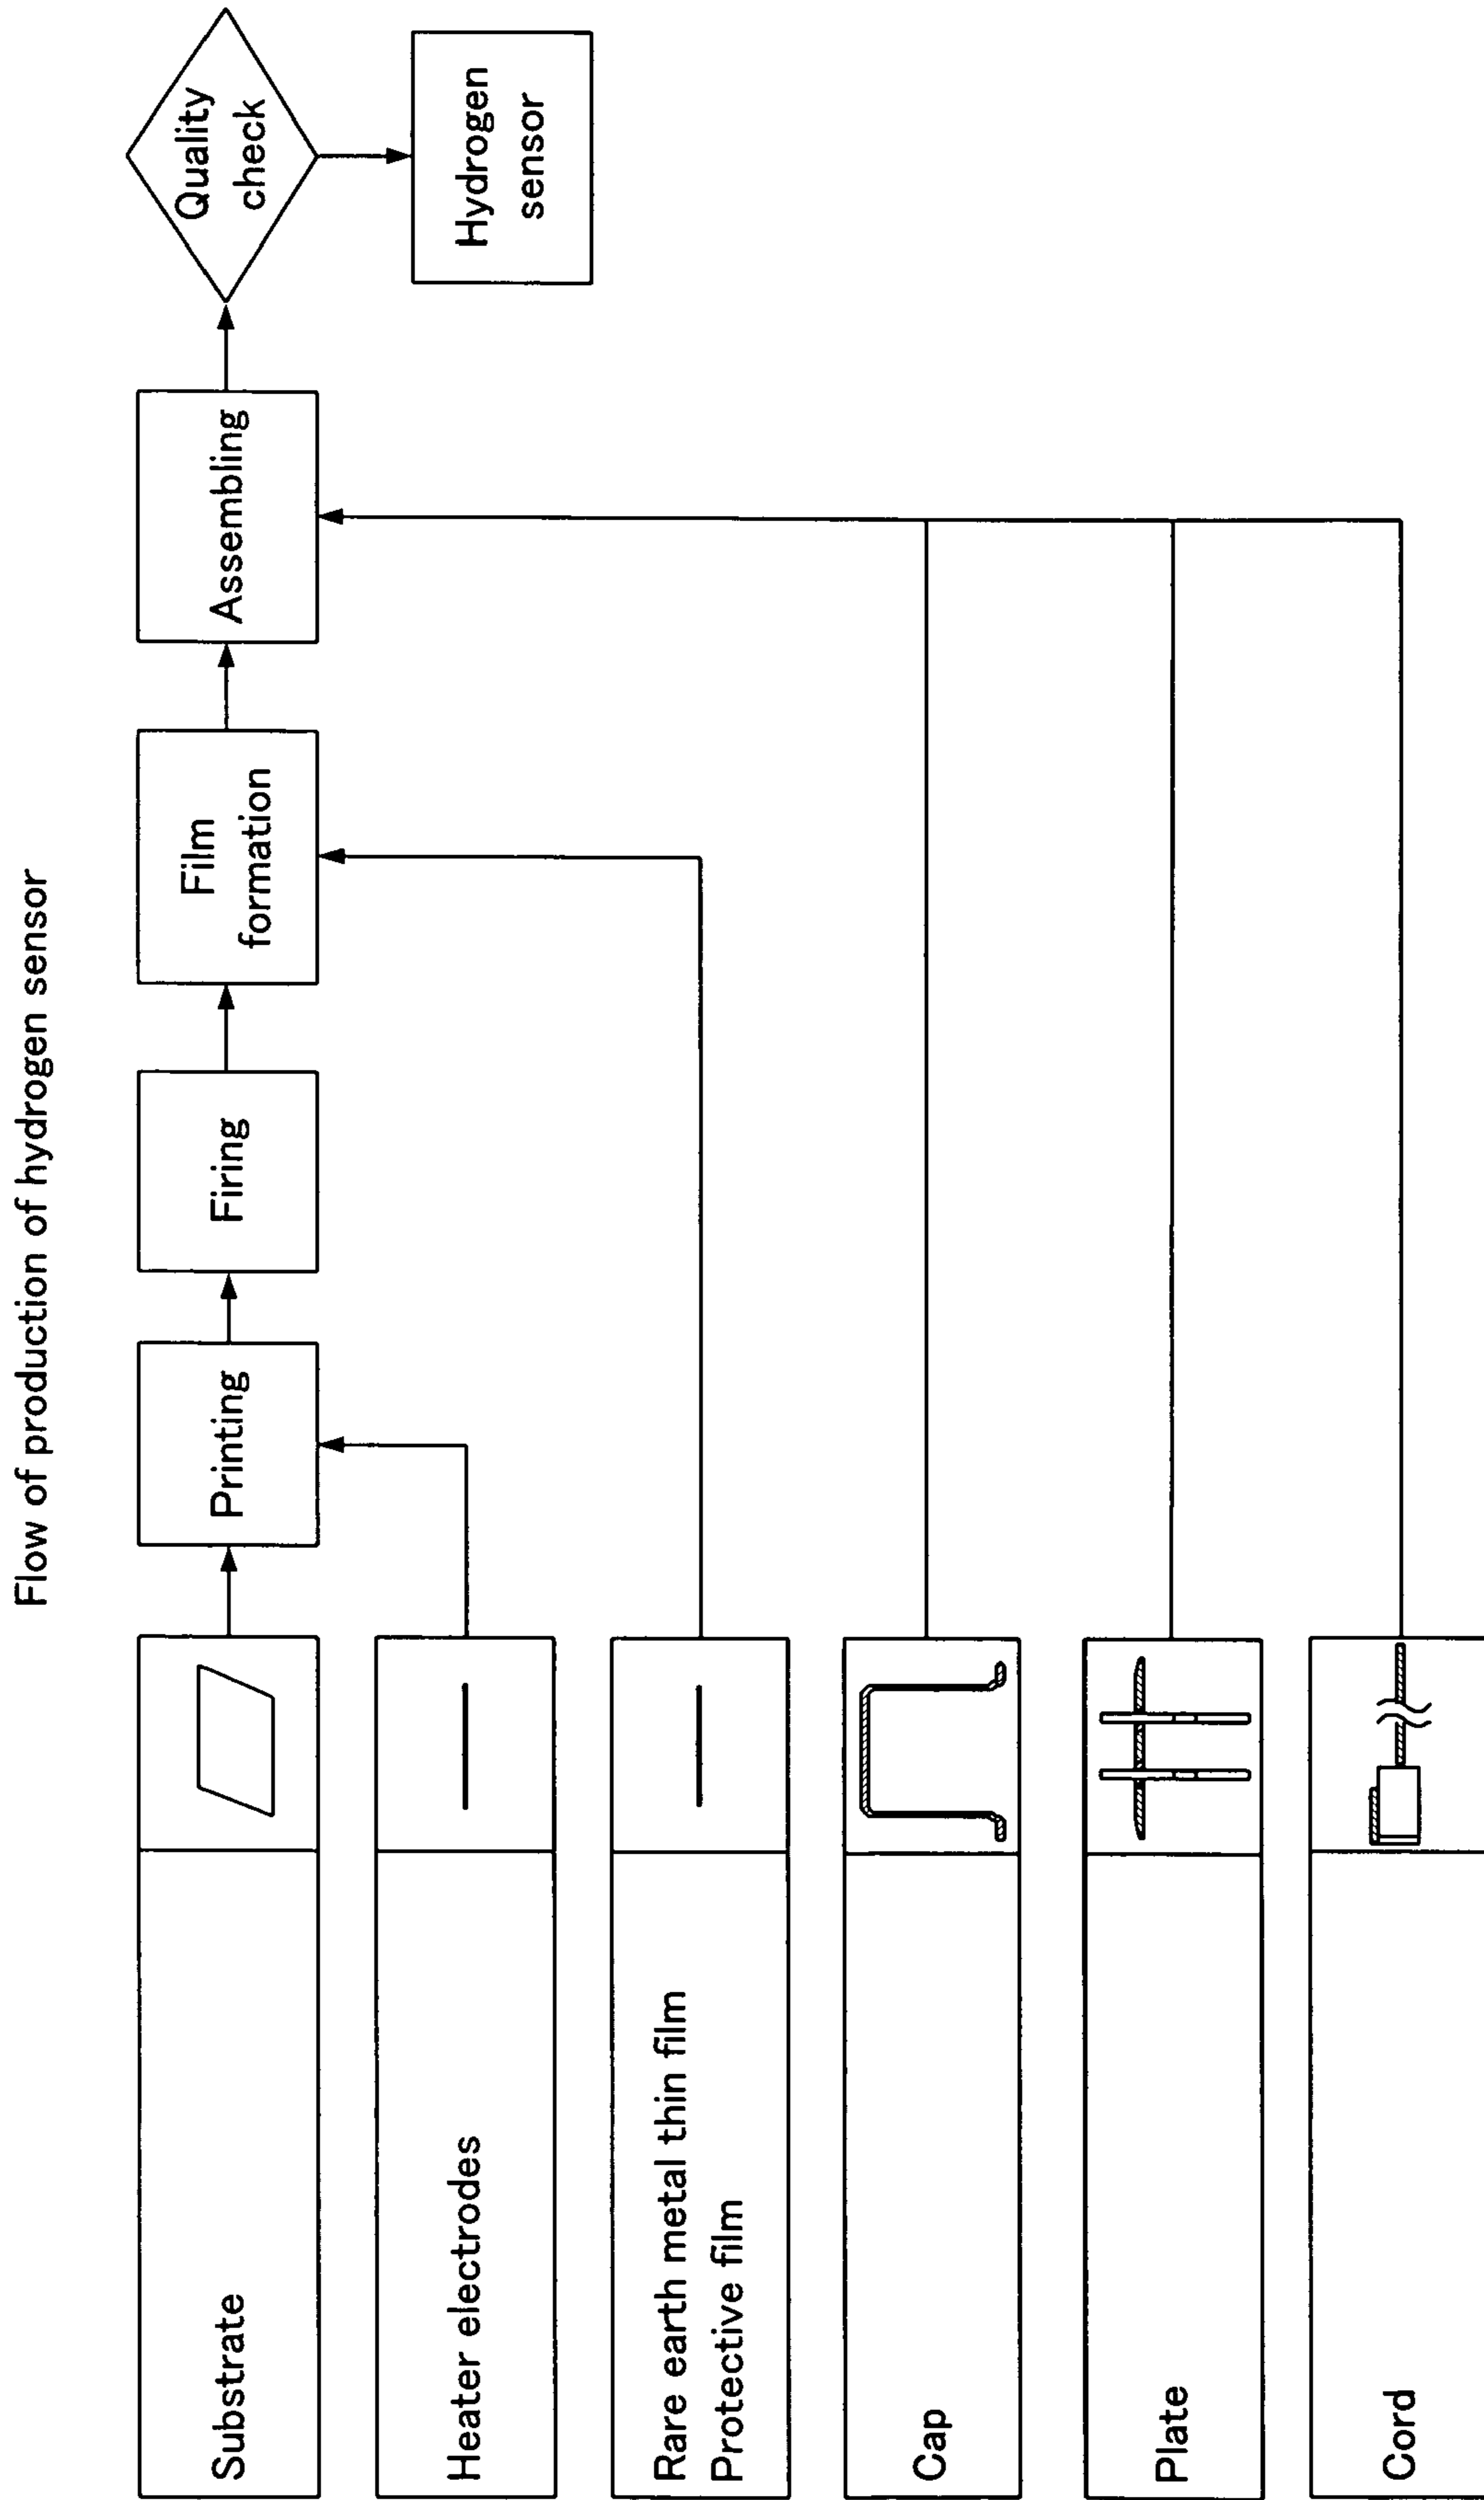 Flow of production of hydrogen sensor
Substrate
Printing
Firing
Film
formation
Assembling
Quality
check
Hydrogen
sensor
Heater electrodes
Rare earth metal thin film
Protective film
Cap
Plate
Cord